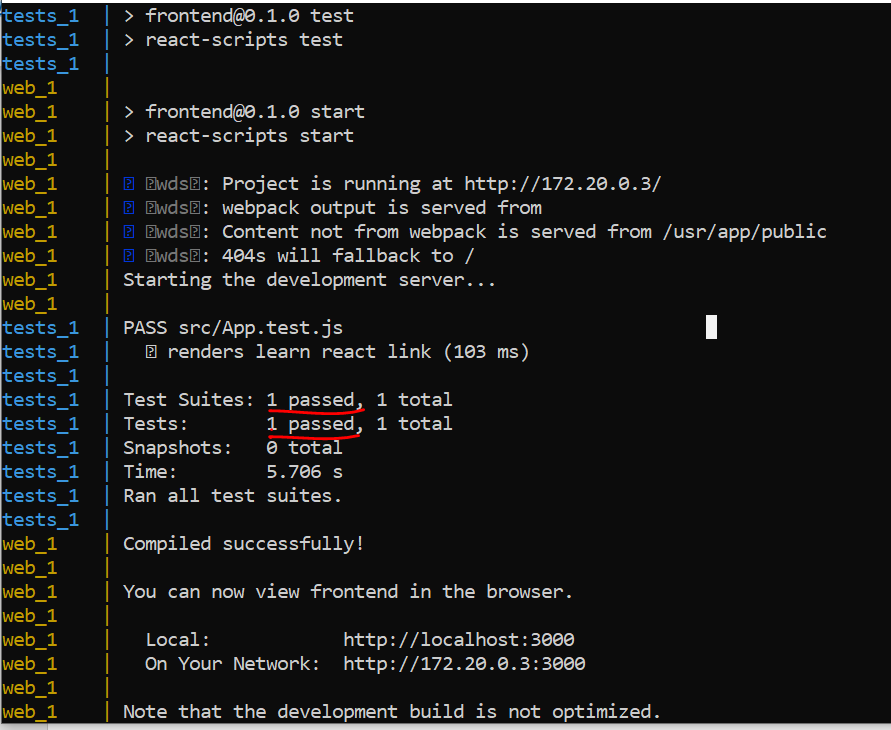 tests_1 | > frontend@0.1.0 test
tests_1 | > react-scripts test
tests_1 |
web_1 |
web_1 | > frontend@0.1.0 start
web_1 | > react-scripts start
web_1 |
web_1 | wds: Project is running at http://172.20.0.3/
web_1 | wds: webpack output is served from
web_1 | wds: Content not from webpack is served from /usr/app/public
web_1 | wds: 404s will fallback to /
web_1 | Starting the development server...
web_1 |
tests_1 | PASS src/App.test.js
tests_1 | renders learn react link (103 ms)
tests_1 |
tests_1 | Test Suites: 1 passed, 1 total
tests_1 | Tests: 1 passed, 1 total
tests_1 | Snapshots: 0 total
tests_1 | Time: 5.706 s
tests_1 | Ran all test suites.
tests_1 |
web_1 | Compiled successfully!
web_1 |
web_1 | You can now view frontend in the browser.
web_1 |
web_1 | Local: http://localhost:3000
web_1 | On Your Network: http://172.20.0.3:3000
web_1 |
web_1 | Note that the development build is not optimized.